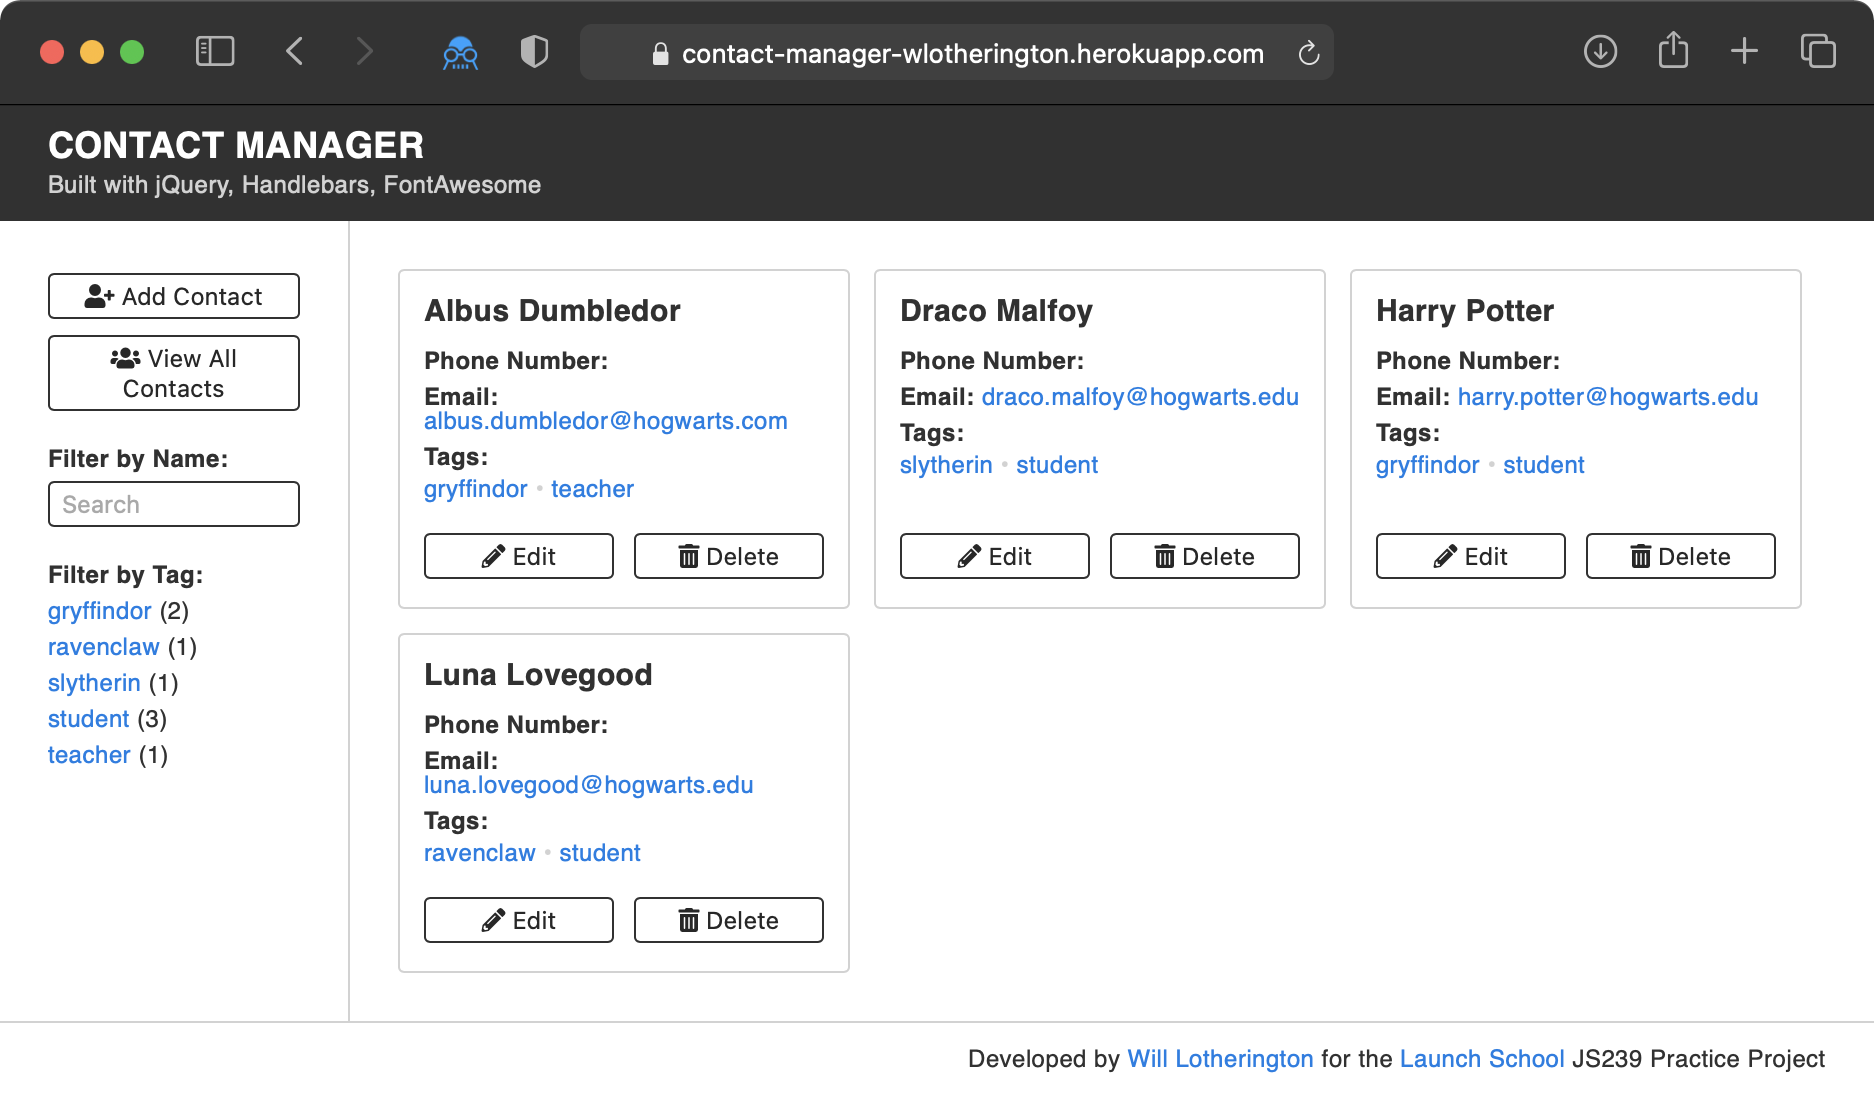 contact-manager-wlotherington.herokuapp.com
CONTACT MANAGER
Built with jQuery, Handlebars, FontAwesome
Add Contact
View All
Contacts
Filter by Name:
Search
Filter by Tag:
gryffindor (2)
ravenclaw (1)
slytherin (1)
student (3)
teacher (1)
Albus Dumbledor
Phone Number:
Email:
albus.dumbledor@hogwarts.com
Tags:
gryffindor • teacher
Edit
Delete
Draco Malfoy
Phone Number:
Email: draco.malfoy@hogwarts.edu
Tags:
slytherin • student
Edit
Delete
Harry Potter
Phone Number:
Email: harry.potter@hogwarts.edu
Tags:
gryffindor • student
Edit
Delete
Luna Lovegood
Phone Number:
Email:
luna.lovegood@hogwarts.edu
Tags:
ravenclaw • student
Edit
Delete
Developed by Will Lotherington for the Launch School JS239 Practice Project